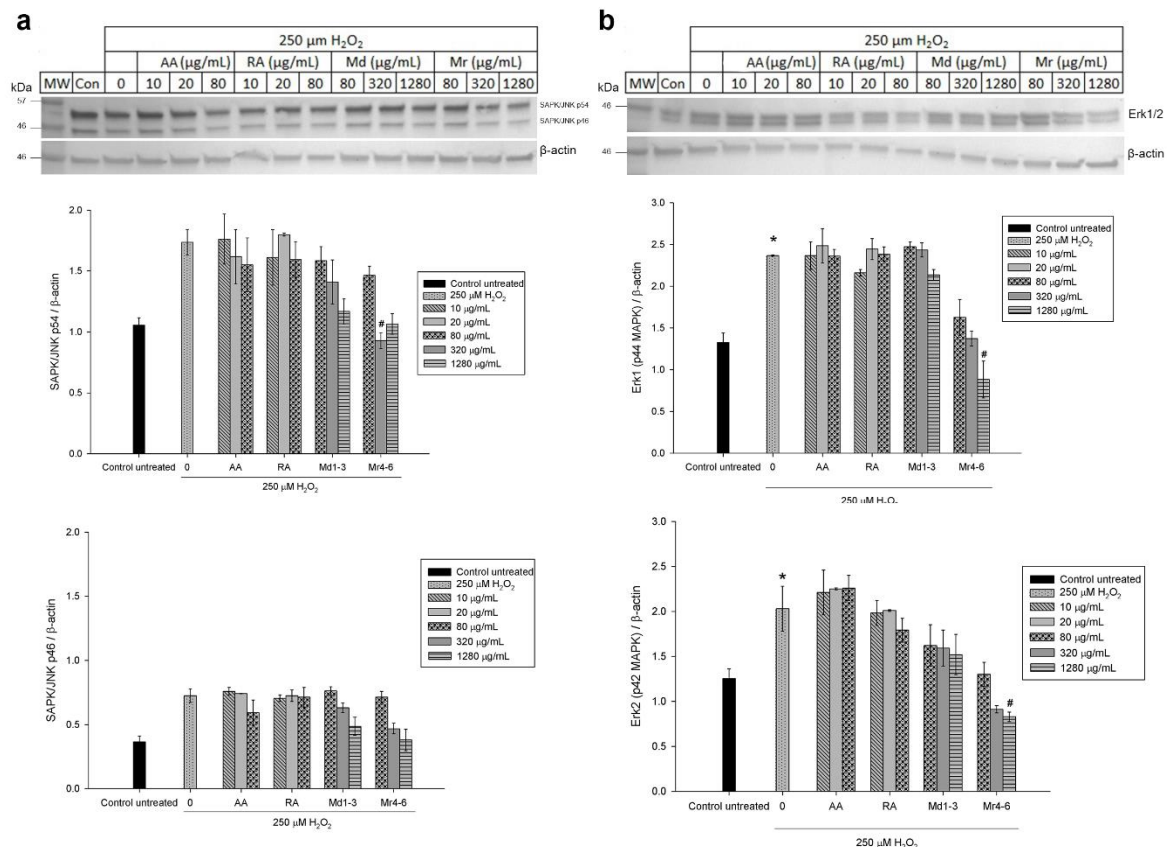 a
250 µm H2O2
AA (µg/mL) RA (µg/mL) Md (µg/mL) Mr (µg/mL)
MW Con 0 10 20 80 10 20 80 80 320 1280 80 320 1280
kDa
57
SAPK/JNK p54
SAPK/JNK p46
46
46
β-actin
2.0
1.5
1.0
0.5
0.0
SAPK/JNK p54 / β-actin
#
Control untreated
250 µM H2O2
10 µg/mL
20 µg/mL
80 µg/mL
320 µg/mL
1280 µg/mL
Control untreated 0 AA RA Md1-3 Mr4-6
250 µM H2O2
2.0
1.5
1.0
0.5
0.0
SAPK/JNK p46 / β-actin
Control untreated
250 µM H2O2
10 µg/mL
20 µg/mL
80 µg/mL
320 µg/mL
1280 µg/mL
Control untreated 0 AA RA Md1-3 Mr4-6
250 µM H2O2
b
250 µm H2O2
AA (µg/mL) RA (µg/mL) Md (µg/mL) Mr (µg/mL)
MW Con 0 10 20 80 10 20 80 80 320 1280 80 320 1280
kDa
46
Erk1/2
46
β-actin
3.0
2.5
2.0
1.5
1.0
0.5
0.0
Erk1 (p44 MAPK) / β-actin
*
#
Control untreated
250 µM H2O2
10 µg/mL
20 µg/mL
80 µg/mL
320 µg/mL
1280 µg/mL
Control untreated 0 AA RA Md1-3 Mr4-6
250 µM H2O2
3.0
2.5
2.0
1.5
1.0
0.5
0.0
Erk2 (p42 MAPK) / β-actin
*
#
Control untreated
250 µM H2O2
10 µg/mL
20 µg/mL
80 µg/mL
320 µg/mL
1280 µg/mL
Control untreated 0 AA RA Md1-3 Mr4-6
250 µM H2O2